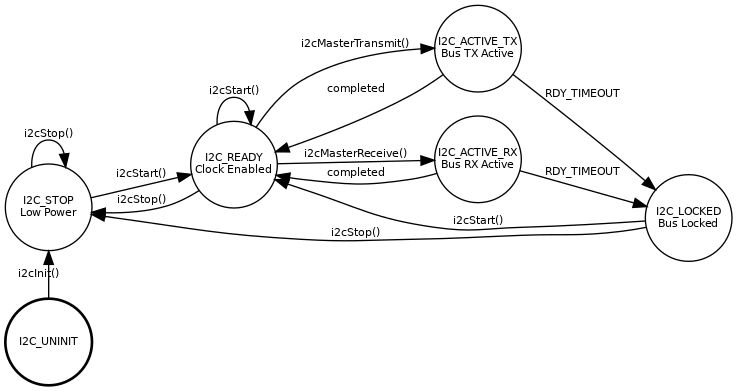 I2C_ACTIVE_TX
Bus TX Active
i2cMasterTransmit()
completed
RDY_TIMEOUT
i2cStart()
i2cStop()
I2C_READY
Clock Enabled
i2cMasterReceive()
completed
I2C_ACTIVE_RX
Bus RX Active
RDY_TIMEOUT
i2cStart()
i2cStop()
I2C_STOP
Low Power
I2C_LOCKED
Bus Locked
i2cStart()
i2cStop()
i2cInit()
I2C_UNINIT